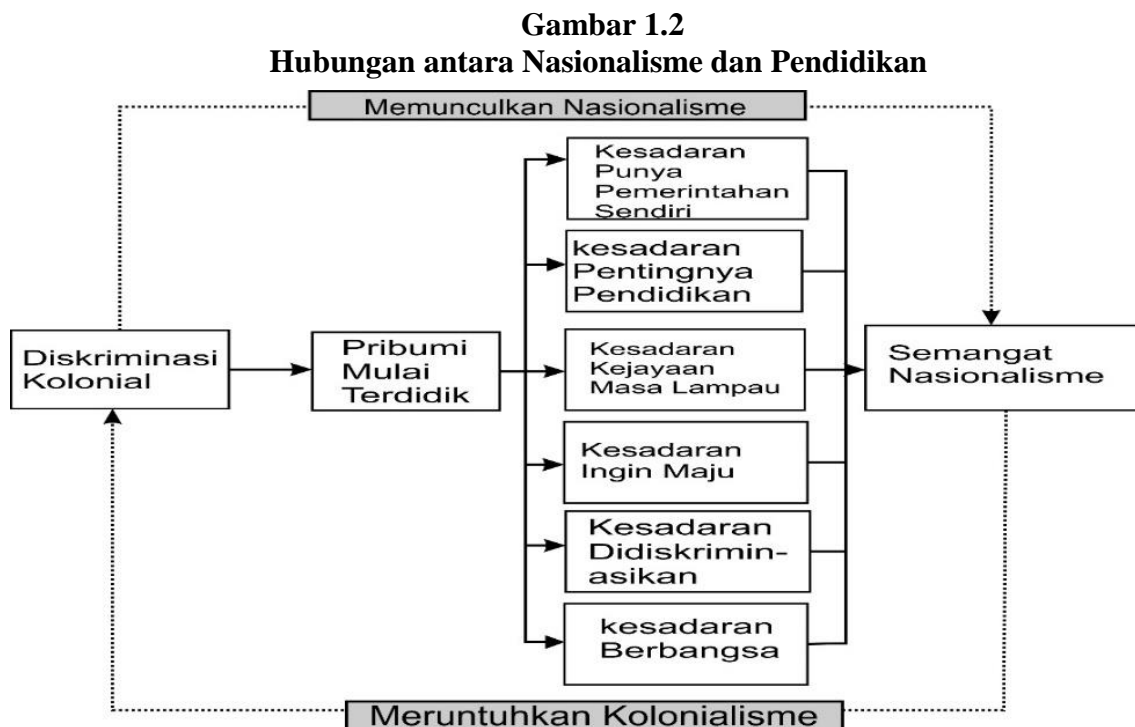 Gambar 1.2
Hubungan antara Nasionalisme dan Pendidikan
Memunculkan Nasionalisme
Diskriminasi
Kolonial
Pribumi
Mulai
Terdidik
Kesadaran
Punya
Pemerintahan
Sendiri
kesadaran
Pentingnya
Pendidikan
Kesadaran
Kejayaan
Masa Lampau
Kesadaran
Ingin Maju
Kesadaran
Didiskrimin-
asikan
kesadaran
Berbangsa
Semangat
Nasionalisme
Meruntuhkan Kolonialisme